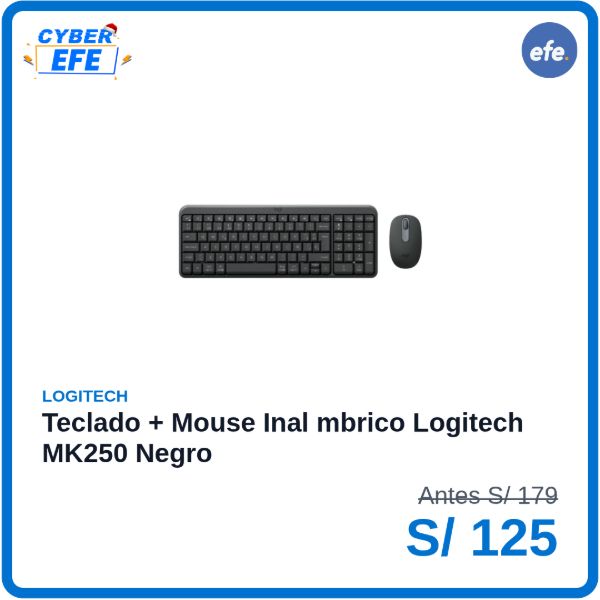 CYBER
EFE
efe.
LOGITECH
Teclado + Mouse Inal mbrico Logitech
MK250 Negro
Antes S/ 179
S/ 125